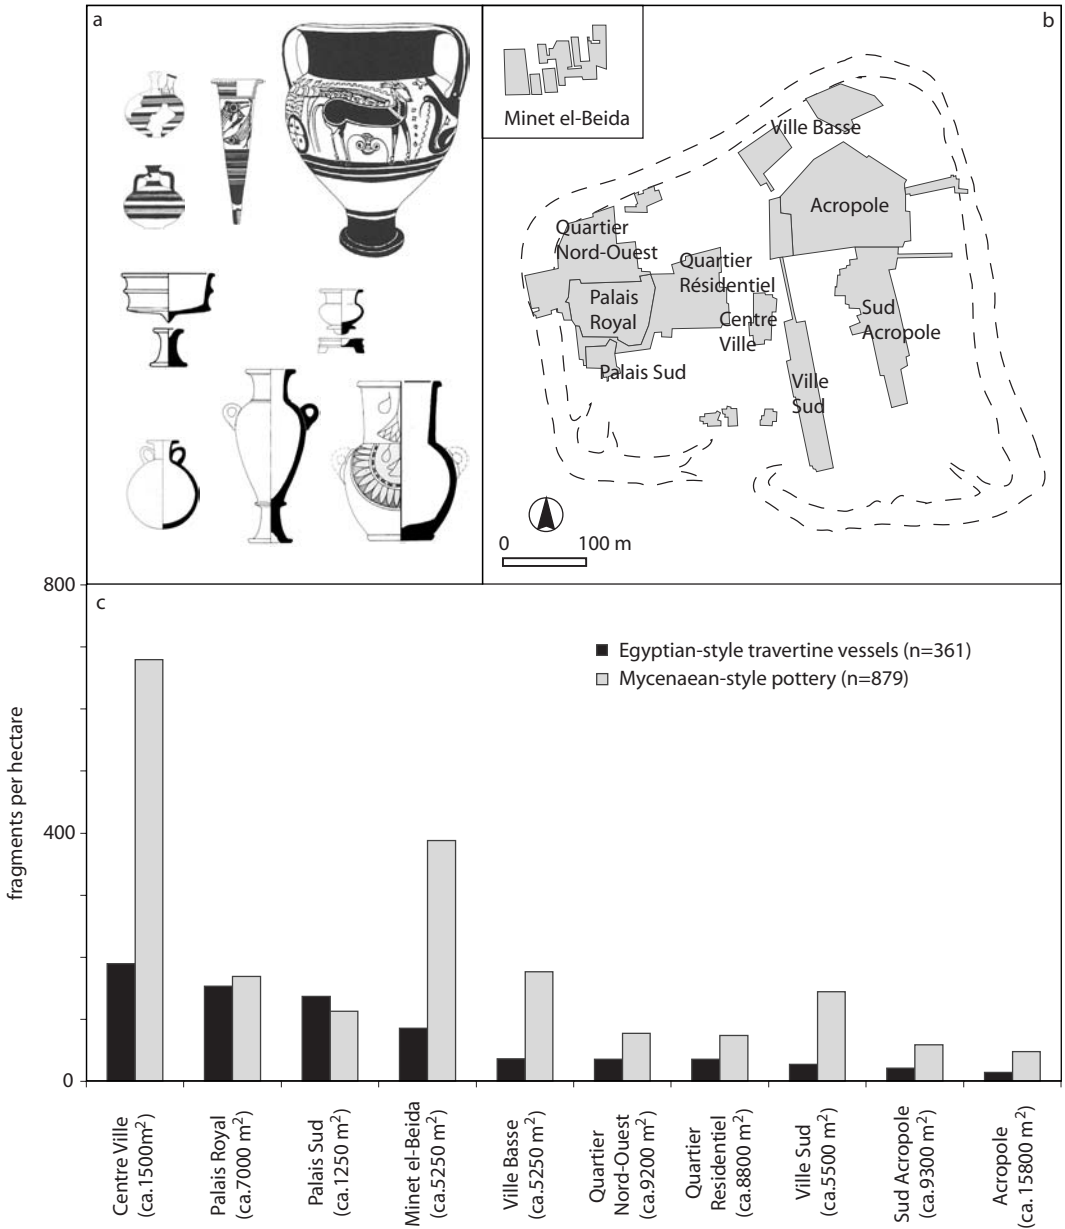 a
b
Minet el-Beida
Ville Basse
Acropole
Quartier
Nord-Ouest
Quartier
Résidentiel
Palais
Royal
Centre
Ville
Sud
Acropole
Palais Sud
Ville
Sud
0 100 m
c
800
400
0
fragments per hectare
Egyptian-style travertine vessels (n=361)
Mycenaean-style pottery (n=879)
Centre Ville
(ca.1500m²)
Palais Royal
(ca.7000 m²)
Palais Sud
(ca.1250 m²)
Minet el-Beida
(ca.5250 m²)
Ville Basse
(ca.5250 m²)
Quartier
Nord-Ouest
(ca.9200 m²)
Quartier
Residentiel
(ca.8800 m²)
Ville Sud
(ca.5500 m²)
Sud Acropole
(ca.9300 m²)
Acropole
(ca.15800 m²)